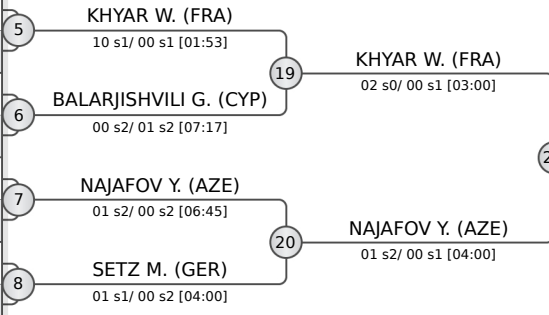 5
KHYAR W. (FRA)
10 s1/ 00 s1 [01:53]
19
KHYAR W. (FRA)
02 s0/ 00 s1 [03:00]
6
BALARJISHVILI G. (CYP)
00 s2/ 01 s2 [07:17]
7
NAJAFOV Y. (AZE)
01 s2/ 00 s2 [06:45]
20
NAJAFOV Y. (AZE)
01 s2/ 00 s1 [04:00]
8
SETZ M. (GER)
01 s1/ 00 s2 [04:00]